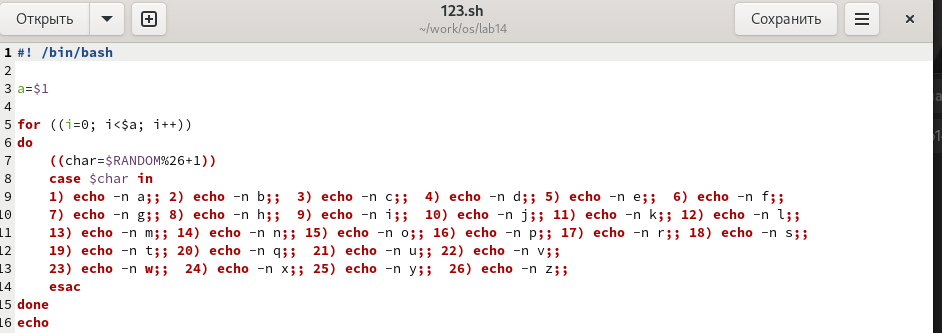 Открыть 123.sh Сохранить
~/work/os/lab14
1 #! /bin/bash
2
3 a=$1
4
5 for ((i=0; i<$a; i++))
6 do
7     ((char=$RANDOM%26+1))
8     case $char in
9     1) echo -n a;; 2) echo -n b;;  3) echo -n c;;  4) echo -n d;; 5) echo -n e;;  6) echo -n f;;
10     7) echo -n g;; 8) echo -n h;;  9) echo -n i;;  10) echo -n j;; 11) echo -n k;; 12) echo -n l;;
11     13) echo -n m;; 14) echo -n n;; 15) echo -n o;; 16) echo -n p;; 17) echo -n r;; 18) echo -n s;;
12     19) echo -n t;; 20) echo -n q;;  21) echo -n u;; 22) echo -n v;;
13     23) echo -n w;;  24) echo -n x;; 25) echo -n y;;  26) echo -n z;;
14     esac
15 done
16 echo